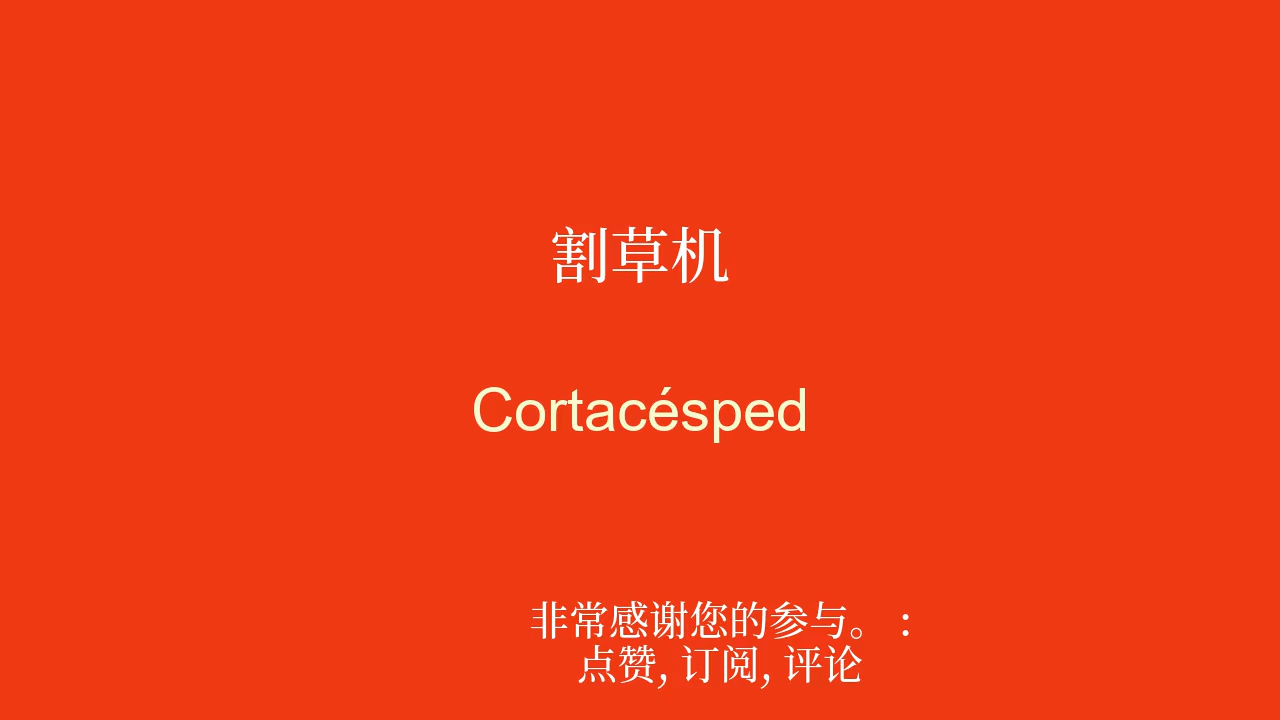 割草机
Cortacésped
非常感谢您的参与。 :
点赞, 订阅, 评论